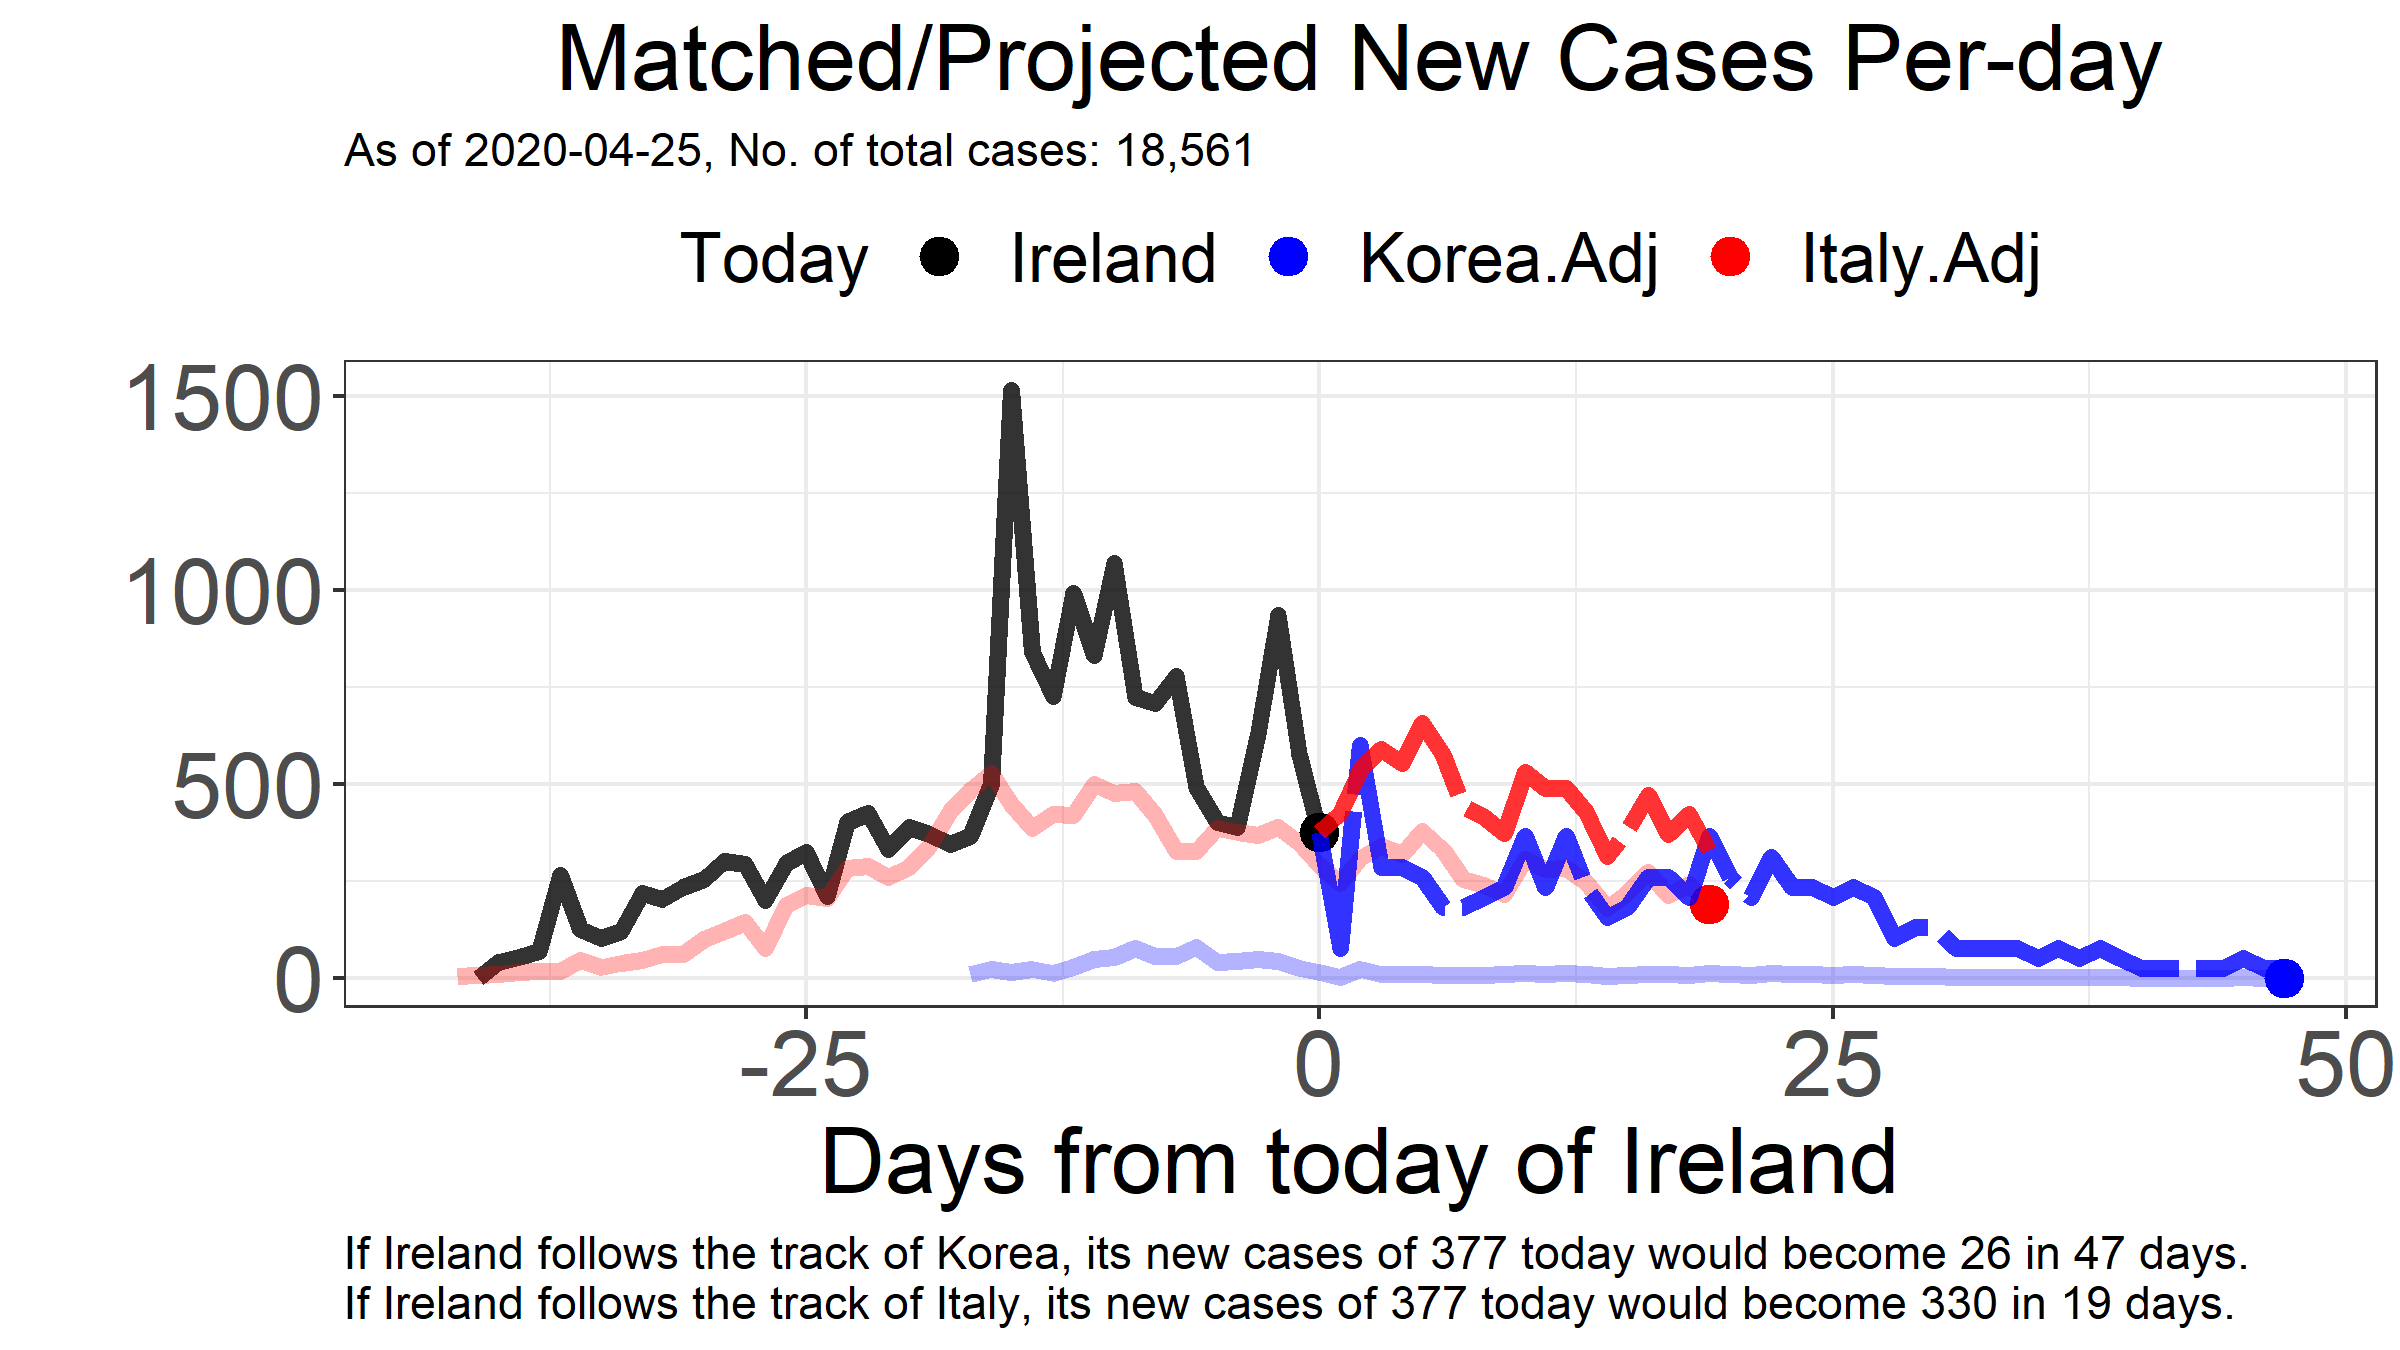 Matched/Projected New Cases Per-day
As of 2020-04-25, No. of total cases: 18,561
Today Ireland Korea.Adj Italy.Adj
1500
1000
500
0
-25 0 25 50
Days from today of Ireland
If Ireland follows the track of Korea, its new cases of 377 today would become 26 in 47 days.
If Ireland follows the track of Italy, its new cases of 377 today would become 330 in 19 days.